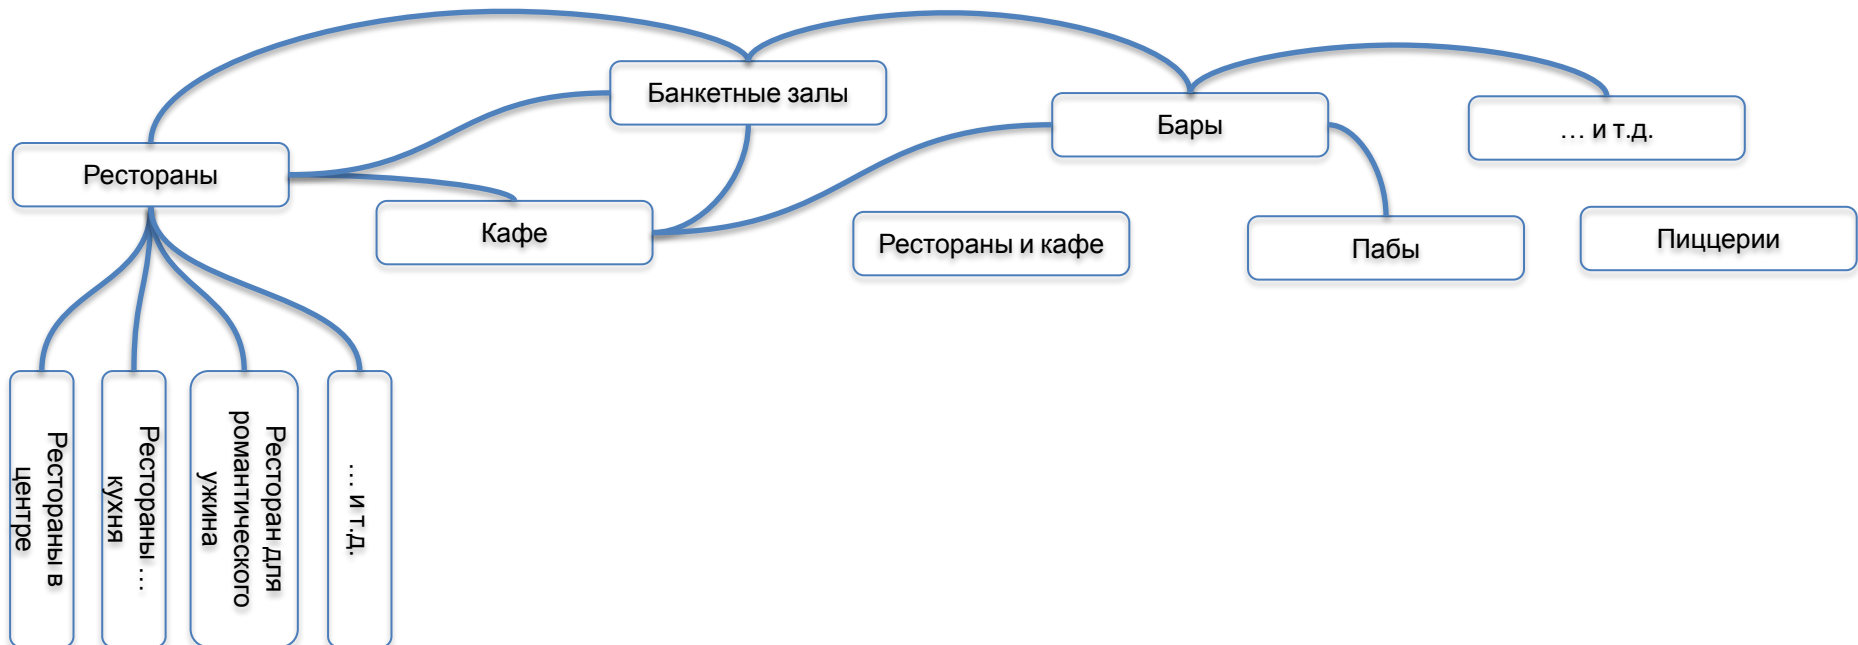 Банкетные залы
Бары
… и т.д.
Рестораны
Кафе
Рестораны и кафе
Пабы
Пиццерии
Рестораны в
центре
Рестораны …
кухня
Ресторан для
романтического
ужина
… и т.д.